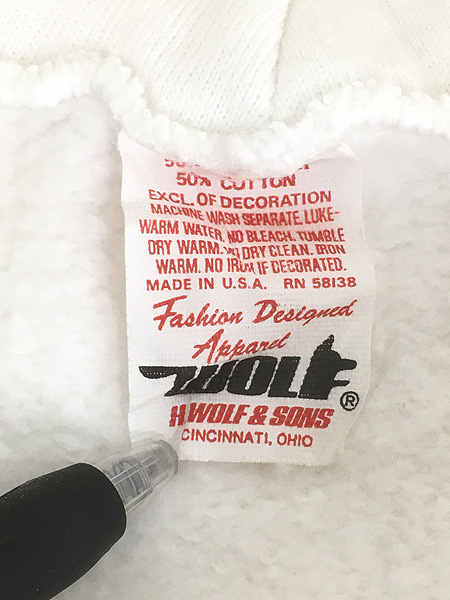 50%
50% COTTON
EXCL. OF DECORATION
MACHINE WASH SEPARATE. LUKE-
WARM WATER. NO BLEACH. TUMBLE
DRY WARM. NO DRY CLEAN. IRON
WARM. NO IRON IF DECORATED.
MADE IN U.S.A. RN 58138
Fashion Designed
Apparel
WOLF ®
H.WOLF & SONS
CINCINNATI, OHIO